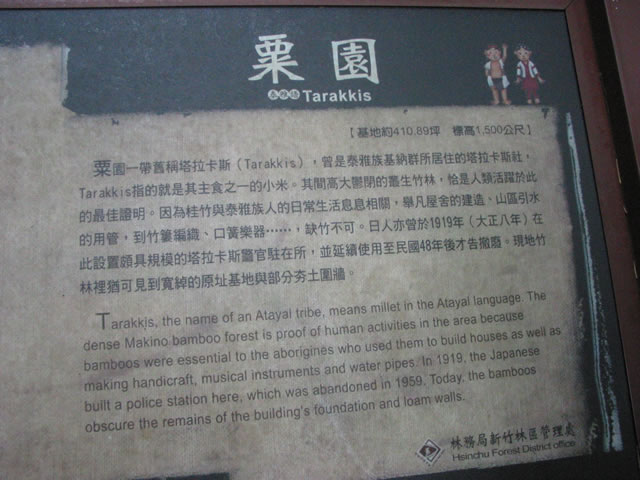 粟園
泰雅語 Tarakkis
【基地約410.89坪 標高1,500公尺】
粟園一帶舊稱塔拉卡斯（Tarakkis），曾是泰雅族基納群所居住的塔拉卡斯社，
Tarakkis指的就是其主食之一的小米。其間高大鬱閉的叢生竹林，恰是人類活躍於此
的最佳證明。因為桂竹與泰雅族人的日常生活息息相關，舉凡屋舍的建造、山區引水
的用管，到竹簍編織、口簧樂器……，缺竹不可。日人亦曾於1919年（大正八年）在
此設置頗具規模的塔拉卡斯警官駐在所，並延續使用至民國48年後才告撤廢。現地竹
林裡猶可見到寬綽的原址基地與部分夯土圍牆。
Tarakkis, the name of an Atayal tribe, means millet in the Atayal language. The
dense Makino bamboo forest is proof of human activities in the area because
bamboos were essential to the aborigines who used them to build houses as well as
making handicraft, musical instruments and water pipes. In 1919, the Japanese
built a police station here, which was abandoned in 1959. Today, the bamboos
obscure the remains of the building's foundation and loam walls.
林務局新竹林區管理處
Hsinchu Forest District office